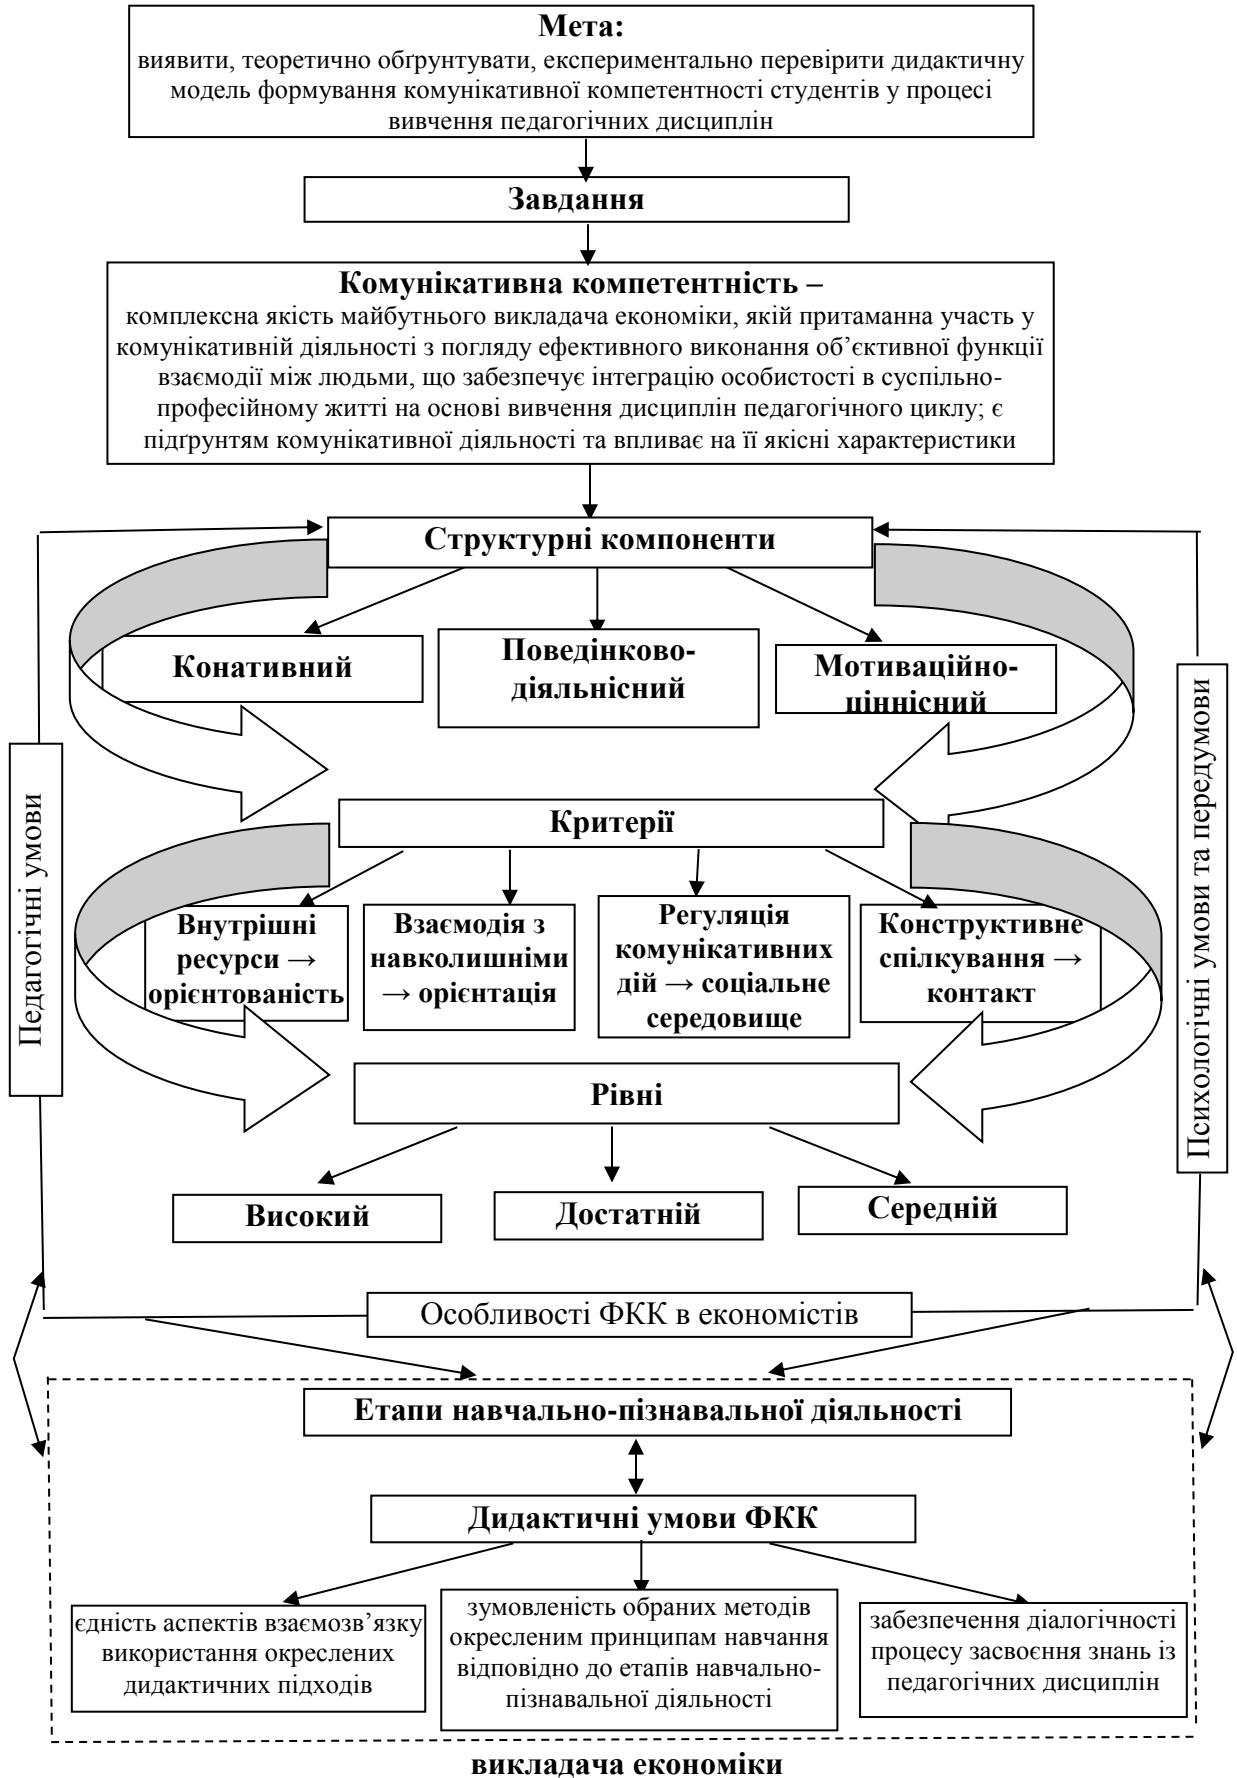 Мета:
виявити, теоретично обґрунтувати, експериментально перевірити дидактичну
модель формування комунікативної компетентності студентів у процесі
вивчення педагогічних дисциплін
Завдання
Комунікативна компетентність –
комплексна якість майбутнього викладача економіки, якій притаманна участь у
комунікативній діяльності з погляду ефективного виконання об’єктивної функції
взаємодії між людьми, що забезпечує інтеграцію особистості в суспільно-
професійному житті на основі вивчення дисциплін педагогічного циклу; є
підґрунтям комунікативної діяльності та впливає на її якісні характеристики
Структурні компоненти
Конативний
Поведінково-
діяльнісний
Мотиваційно-
ціннісний
Педагогічні умови
Психологічні умови та передумови
Критерії
Внутрішні
ресурси →
орієнтованість
Взаємодія з
навколишніми
→ орієнтація
Регуляція
комунікативних
дій → соціальне
середовище
Конструктивне
спілкування →
контакт
Рівні
Високий
Достатній
Середній
Особливості ФКК в економістів
Етапи навчально-пізнавальної діяльності
Дидактичні умови ФКК
єдність аспектів взаємозв’язку
використання окреслених
дидактичних підходів
зумовленість обраних методів
окресленим принципам навчання
відповідно до етапів навчально-
пізнавальної діяльності
забезпечення діалогічності
процесу засвоєння знань із
педагогічних дисциплін
викладача економіки